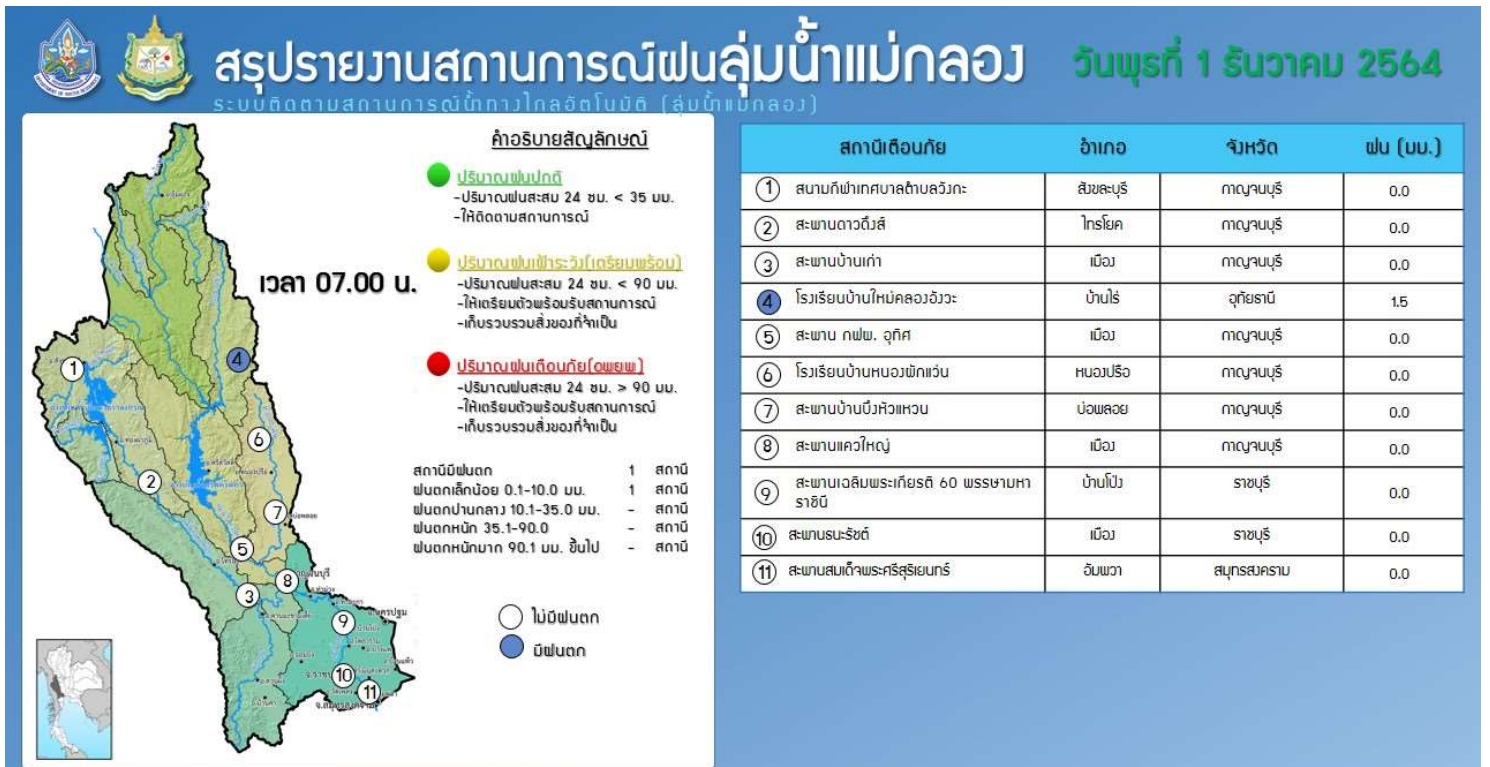 สรุปรายงานสถานการณ์ฝนลุ่มน้ำแม่กลอง วันพุธที่ 1 ธันวาคม 2564
ระบบติดตามสถานการณ์น้ำทางไกลอัตโนมัติ (ลุ่มน้ำแม่กลอง)
คำอธิบายสัญลักษณ์
ปริมาณฝนปกติ
-ปริมาณฝนสะสม 24 ชม. < 35 มม.
-ให้ติดตามสถานการณ์
เวลา 07.00 น.
ปริมาณฝนเฝ้าระวัง(เตรียมพร้อม)
-ปริมาณฝนสะสม 24 ชม. < 90 มม.
-ให้เตรียมตัวพร้อมรับสถานการณ์
-เก็บรวบรวมสิ่งของที่จำเป็น
ปริมาณฝนเตือนภัย(อพยพ)
-ปริมาณฝนสะสม 24 ชม. > 90 มม.
-ให้เตรียมตัวพร้อมรับสถานการณ์
-เก็บรวบรวมสิ่งของที่จำเป็น
สถานีมีฝนตก 1 สถานี
ฝนตกเล็กน้อย 0.1-10.0 มม. 1 สถานี
ฝนตกปานกลาง 10.1-35.0 มม. - สถานี
ฝนตกหนัก 35.1-90.0 - สถานี
ฝนตกหนักมาก 90.1 มม. ขึ้นไป - สถานี
ไม่มีฝนตก
มีฝนตก
1
4
6
2
7
5
8
3
9
10
11
จ.สมุทรสงคราม
สถานีเตือนภัย อำเภอ จังหวัด ฝน (มม.)
1 สนามกีฬาเทศบาลตำบลวังกะ สังขละบุรี กาญจนบุรี 0.0
2 สะพานดาวดึงส์ ไทรโยค กาญจนบุรี 0.0
3 สะพานบ้านเก่า เมือง กาญจนบุรี 0.0
4 โรงเรียนบ้านใหม่คลองอังวะ บ้านไร่ อุทัยธานี 1.5
5 สะพาน กฟผ. อุทิศ เมือง กาญจนบุรี 0.0
6 โรงเรียนบ้านหนองผักแว่น หนองปรือ กาญจนบุรี 0.0
7 สะพานบ้านบึงหัวแหวน บ่อพลอย กาญจนบุรี 0.0
8 สะพานแควใหญ่ เมือง กาญจนบุรี 0.0
9 สะพานเฉลิมพระเกียรติ 60 พรรษามหา
ราชินี บ้านโป่ง ราชบุรี 0.0
10 สะพานธนะรัชต์ เมือง ราชบุรี 0.0
11 สะพานสมเด็จพระศรีสุริเยนทร์ อัมพวา สมุทรสงคราม 0.0